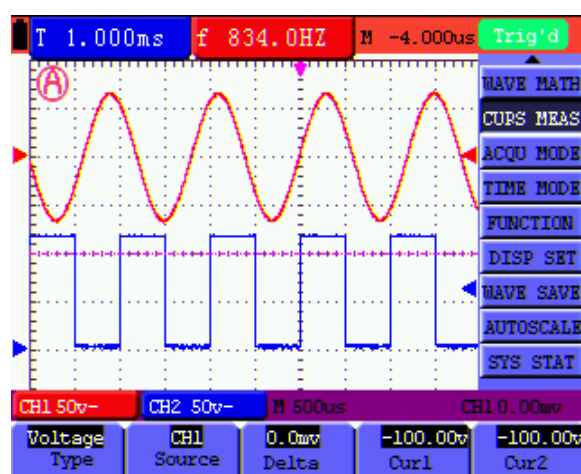 T 1.000ms f 834.0HZ M -4.000us Trig'd
A
WAVE MATH
CURS MEAS
ACQU MODE
TIME MODE
FUNCTION
DISP SET
WAVE SAVE
AUTOSCALE
SYS STAT
CH1 50v- CH2 50v- M 500us CH1 0.00mv
Voltage CH1 0.0mv -100.00v -100.00v
Type Source Delta Cur1 Cur2